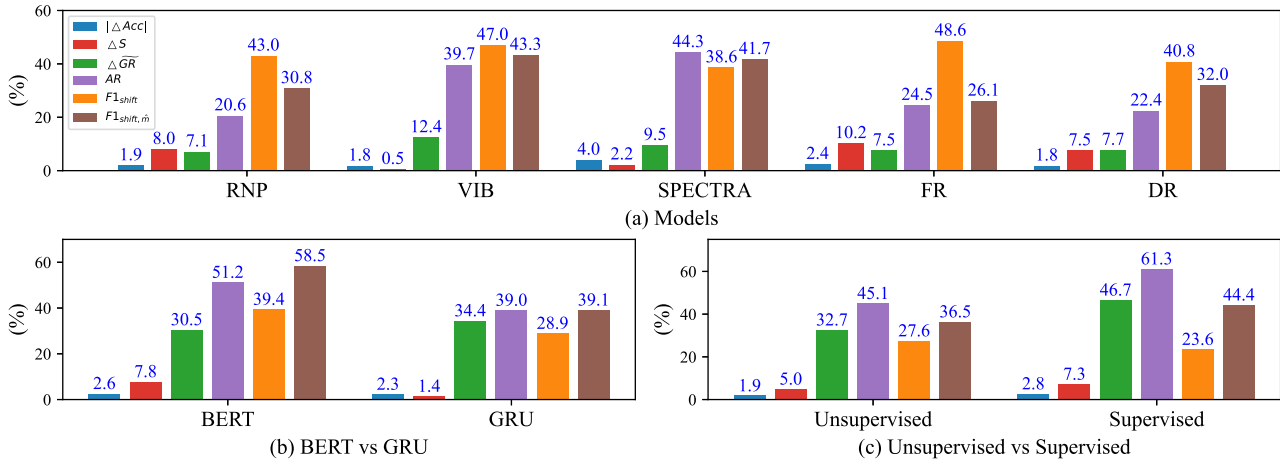 60
40
20
0
(%)
|△Acc|
△S
△G̃R̃
AR
F1shift
F1shift,m̂
1.9 8.0 7.1 20.6 43.0 30.8
1.8 0.5 12.4 39.7 47.0 43.3
4.0 2.2 9.5 44.3 38.6 41.7
2.4 10.2 7.5 24.5 48.6 26.1
1.8 7.5 7.7 22.4 40.8 32.0
RNP VIB SPECTRA FR DR
(a) Models
60
40
20
0
(%)
2.6 7.8 30.5 51.2 39.4 58.5
2.3 1.4 34.4 39.0 28.9 39.1
BERT GRU
(b) BERT vs GRU
60
40
20
0
(%)
1.9 5.0 32.7 45.1 27.6 36.5
2.8 7.3 46.7 61.3 23.6 44.4
Unsupervised Supervised
(c) Unsupervised vs Supervised